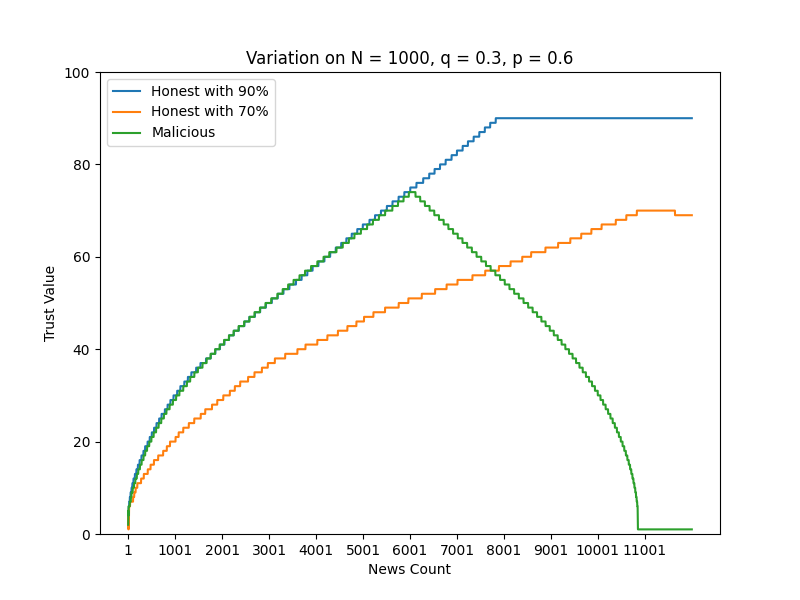 Variation on N = 1000, q = 0.3, p = 0.6
Honest with 90%
Honest with 70%
Malicious
100
80
60
40
20
0
Trust Value
1 1001 2001 3001 4001 5001 6001 7001 8001 9001 10001 11001
News Count